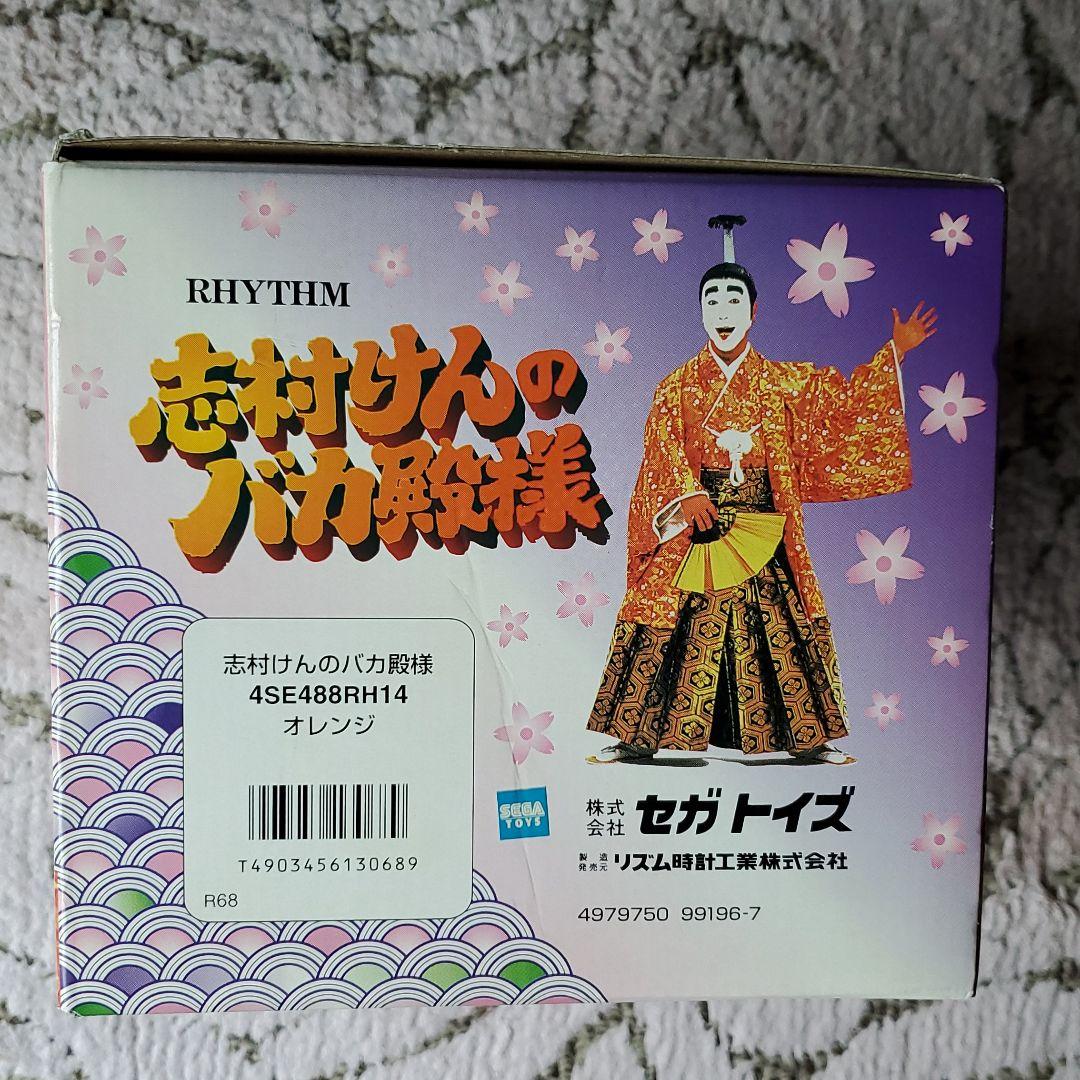 RHYTHM
志村けんの
バカ殿様
志村けんのバカ殿様
4SE488RH14
オレンジ
T4903456130689
R68
SEGA
TOYS
株式会社 セガ トイズ
製造発売元 リズム時計工業株式会社
4979750 99196-7